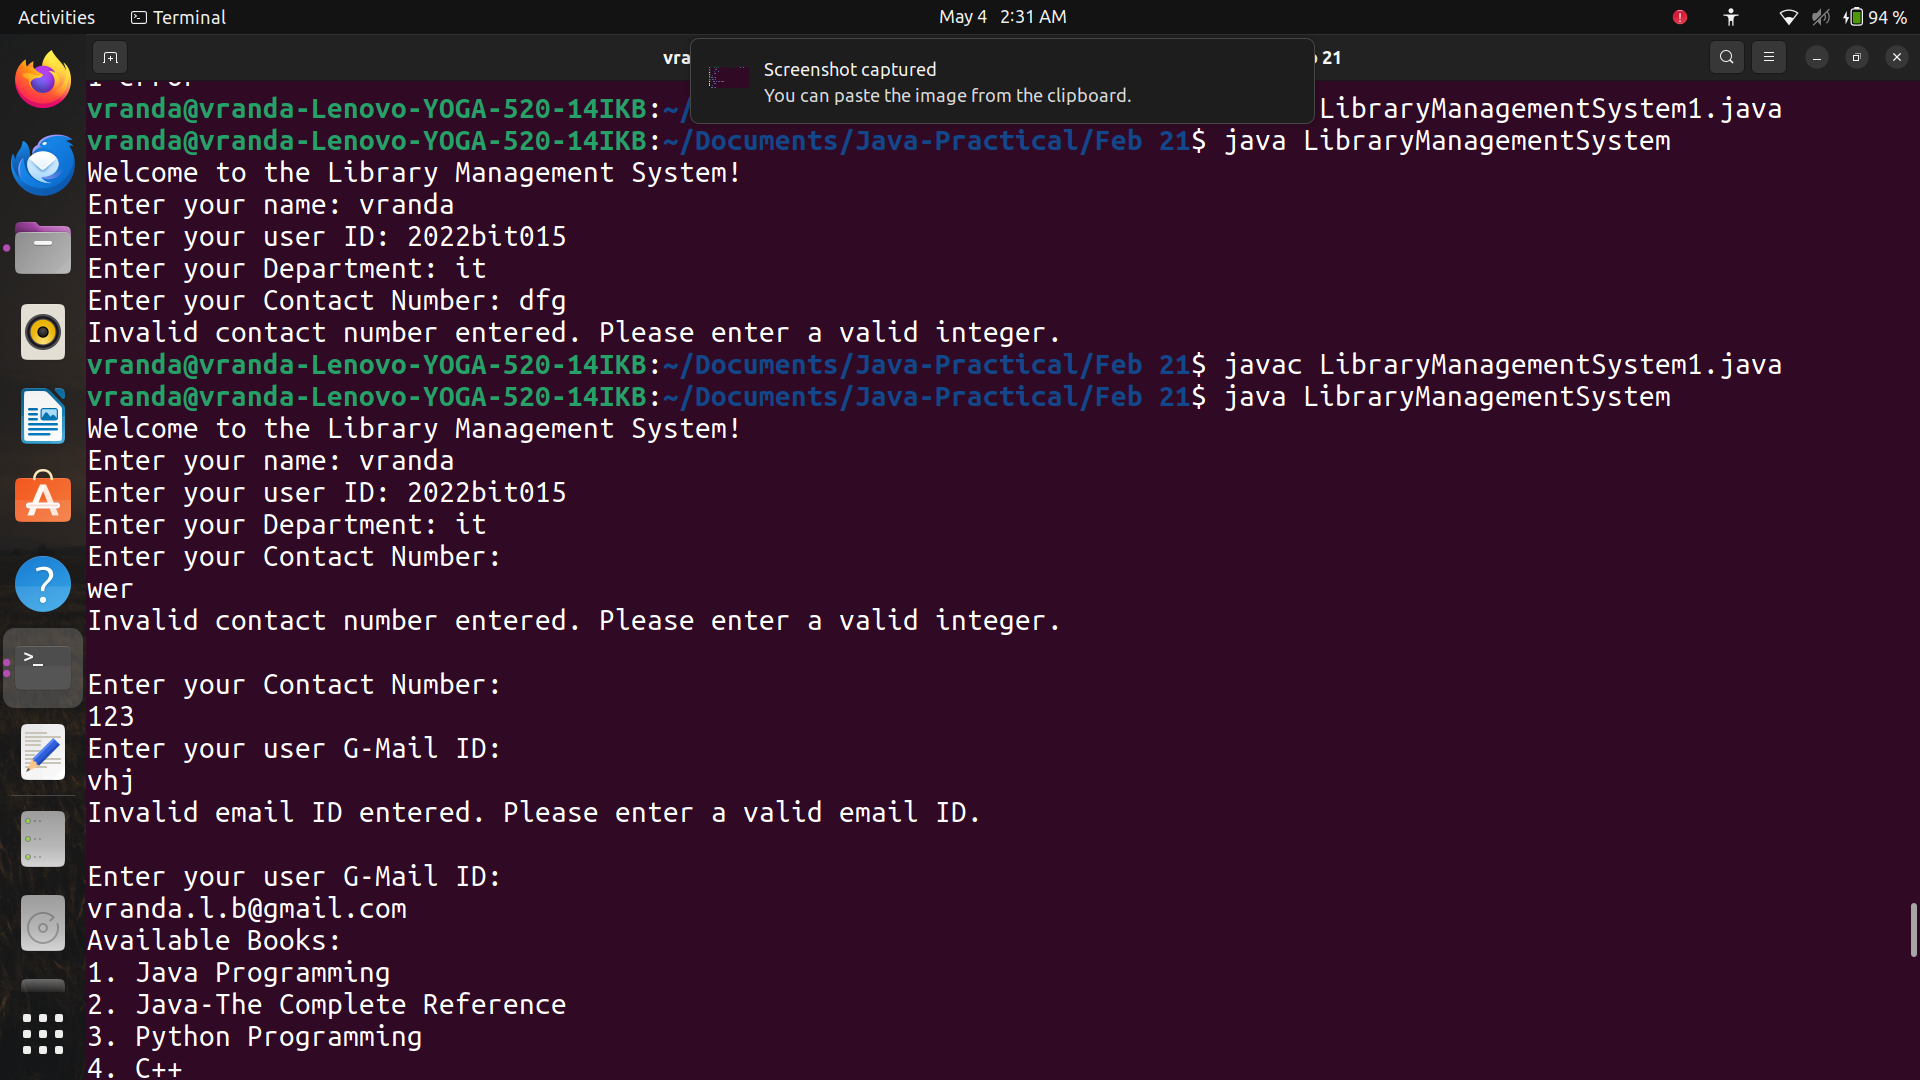 Activities Terminal May 4 2:31 AM 94 %
vra 21
Screenshot captured
You can paste the image from the clipboard.
vranda@vranda-Lenovo-YOGA-520-14IKB:~/ LibraryManagementSystem1.java
vranda@vranda-Lenovo-YOGA-520-14IKB:~/Documents/Java-Practical/Feb 21$ java LibraryManagementSystem
Welcome to the Library Management System!
Enter your name: vranda
Enter your user ID: 2022bit015
Enter your Department: it
Enter your Contact Number: dfg
Invalid contact number entered. Please enter a valid integer.
vranda@vranda-Lenovo-YOGA-520-14IKB:~/Documents/Java-Practical/Feb 21$ javac LibraryManagementSystem1.java
vranda@vranda-Lenovo-YOGA-520-14IKB:~/Documents/Java-Practical/Feb 21$ java LibraryManagementSystem
Welcome to the Library Management System!
Enter your name: vranda
Enter your user ID: 2022bit015
Enter your Department: it
Enter your Contact Number:
wer
Invalid contact number entered. Please enter a valid integer.
Enter your Contact Number:
123
Enter your user G-Mail ID:
vhj
Invalid email ID entered. Please enter a valid email ID.
Enter your user G-Mail ID:
vranda.l.b@gmail.com
Available Books:
1. Java Programming
2. Java-The Complete Reference
3. Python Programming
4. C++